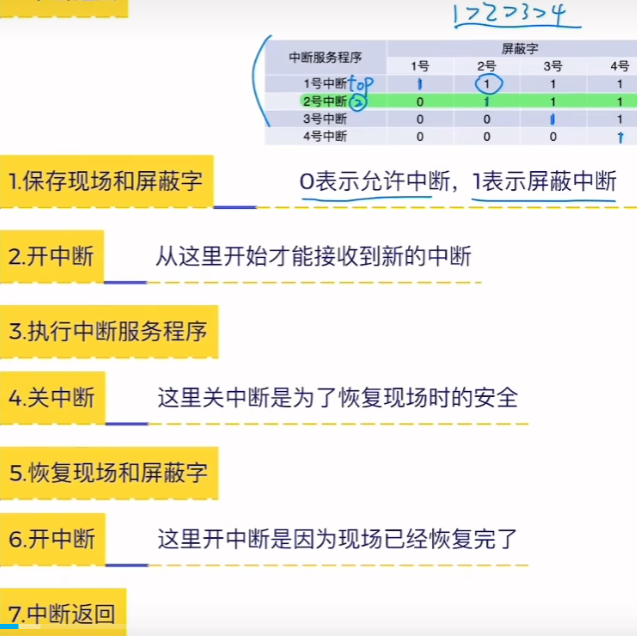 1>2>3>4
中断服务程序 屏蔽字
1号 2号 3号 4号
1号中断top 1 1 1 1
2号中断② 0 1 1 1
3号中断 0 0 1 1
4号中断 0 0 0 1
1.保存现场和屏蔽字 0表示允许中断，1表示屏蔽中断
2.开中断 从这里开始才能接收到新的中断
3.执行中断服务程序
4.关中断 这里关中断是为了恢复现场时的安全
5.恢复现场和屏蔽字
6.开中断 这里开中断是因为现场已经恢复完了
7.中断返回